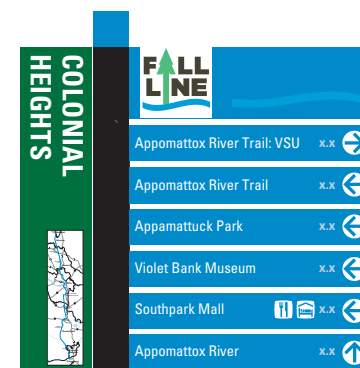 COLONIAL
HEIGHTS
FALL
LINE
Appomattox River Trail: VSU x.x
Appomattox River Trail x.x
Appamattuck Park x.x
Violet Bank Museum x.x
Southpark Mall x.x
Appomattox River x.x